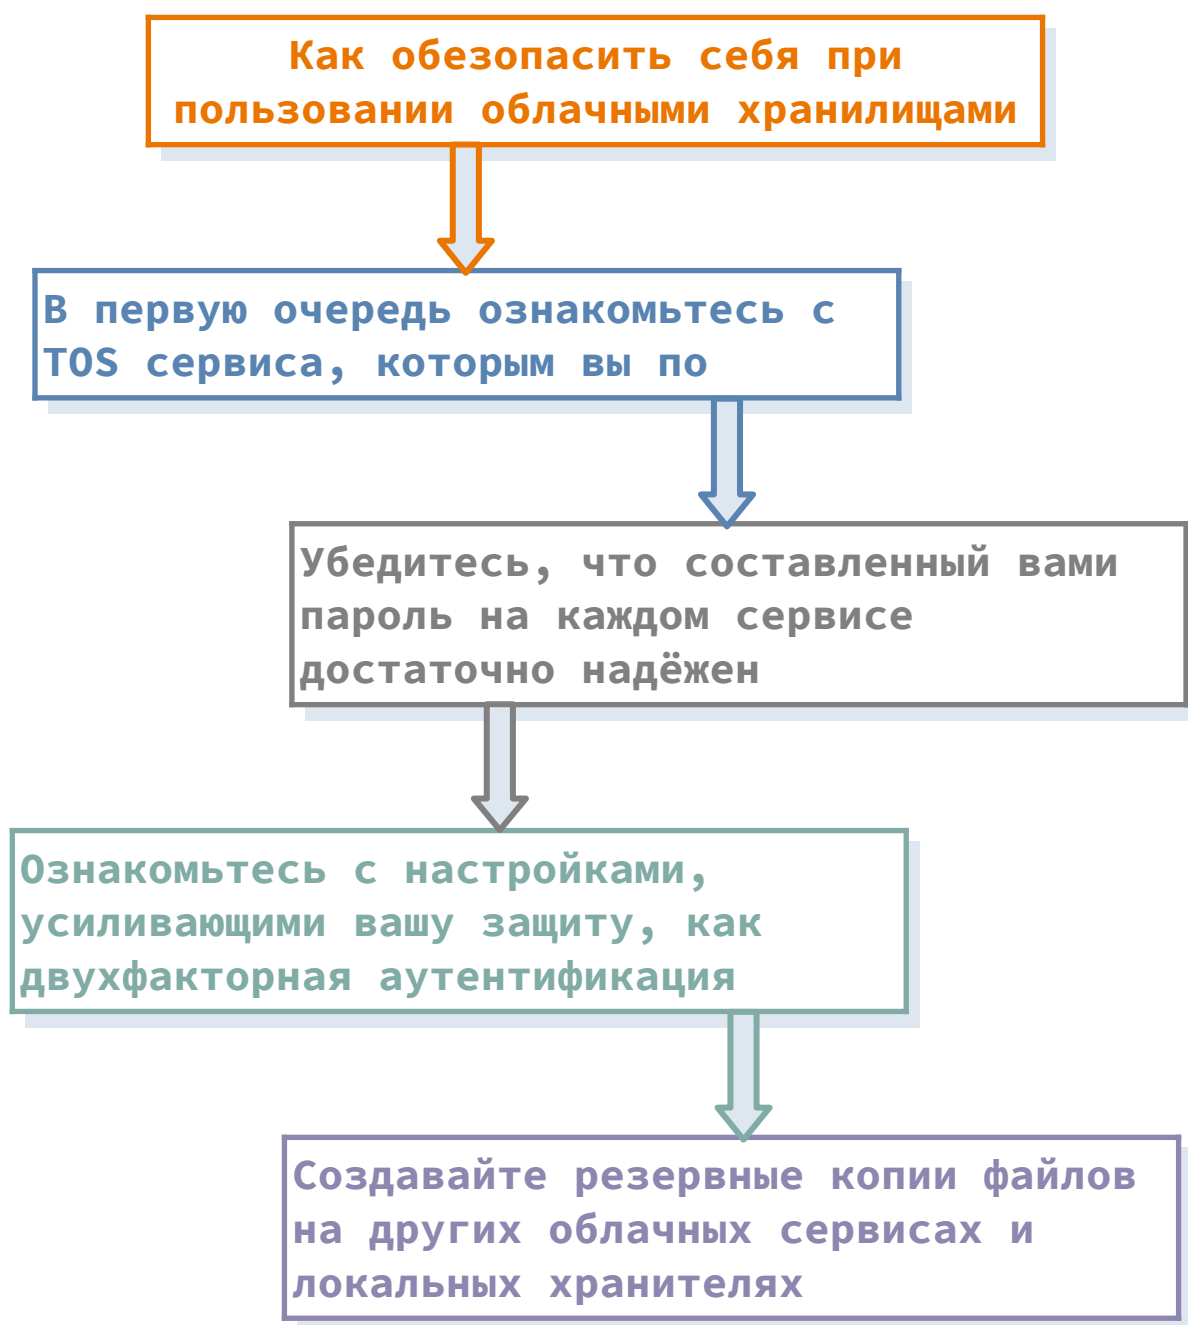 Как обезопасить себя при
пользовании облачными хранилищами
В первую очередь ознакомьтесь с
TOS сервиса, которым вы по
Убедитесь, что составленный вами
пароль на каждом сервисе
достаточно надёжен
Ознакомьтесь с настройками,
усиливающими вашу защиту, как
двухфакторная аутентификация
Создавайте резервные копии файлов
на других облачных сервисах и
локальных хранителях